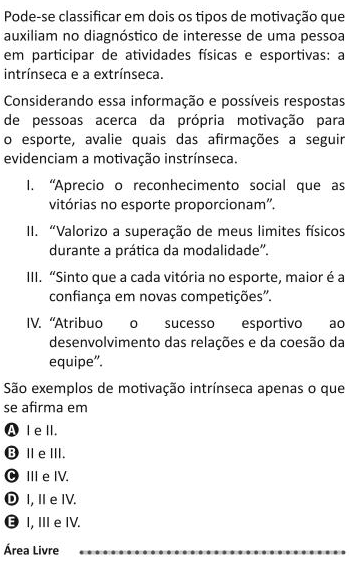 Pode-se classificar em dois os tipos de motivação que
auxiliam no diagnóstico de interesse de uma pessoa
em participar de atividades físicas e esportivas: a
intrínseca e a extrínseca.
Considerando essa informação e possíveis respostas
de pessoas acerca da própria motivação para
o esporte, avalie quais das afirmações a seguir
evidenciam a motivação instrínseca.
I. “Aprecio o reconhecimento social que as
vitórias no esporte proporcionam”.
II. “Valorizo a superação de meus limites físicos
durante a prática da modalidade”.
III. “Sinto que a cada vitória no esporte, maior é a
confiança em novas competições”.
IV. “Atribuo o sucesso esportivo ao
desenvolvimento das relações e da coesão da
equipe”.
São exemplos de motivação intrínseca apenas o que
se afirma em
A I e II.
B II e III.
C III e IV.
D I, II e IV.
E I, III e IV.
Área Livre